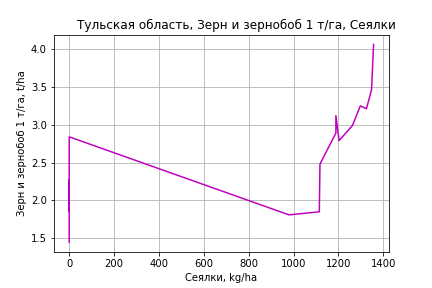 Тульская область, Зерн и зернобоб 1 т/га, Сеялки
4.0
3.5
3.0
2.5
2.0
1.5
Зерн и зернобоб 1 т/га, t/ha
0 200 400 600 800 1000 1200 1400
Сеялки, kg/ha